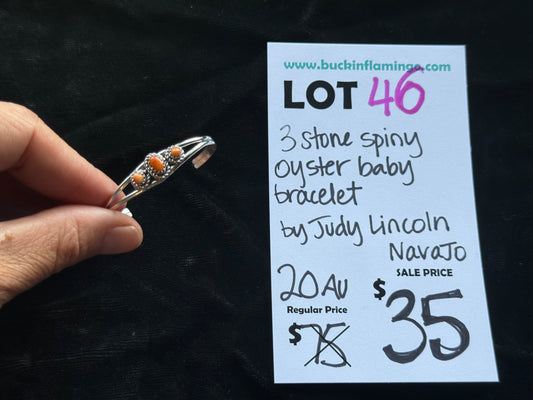 www.buckinflamingo.com
LOT 46
3 stone spiny
oyster baby
bracelet
by Judy Lincoln
Navajo
20AU
SALE PRICE
Regular Price
$35
$75